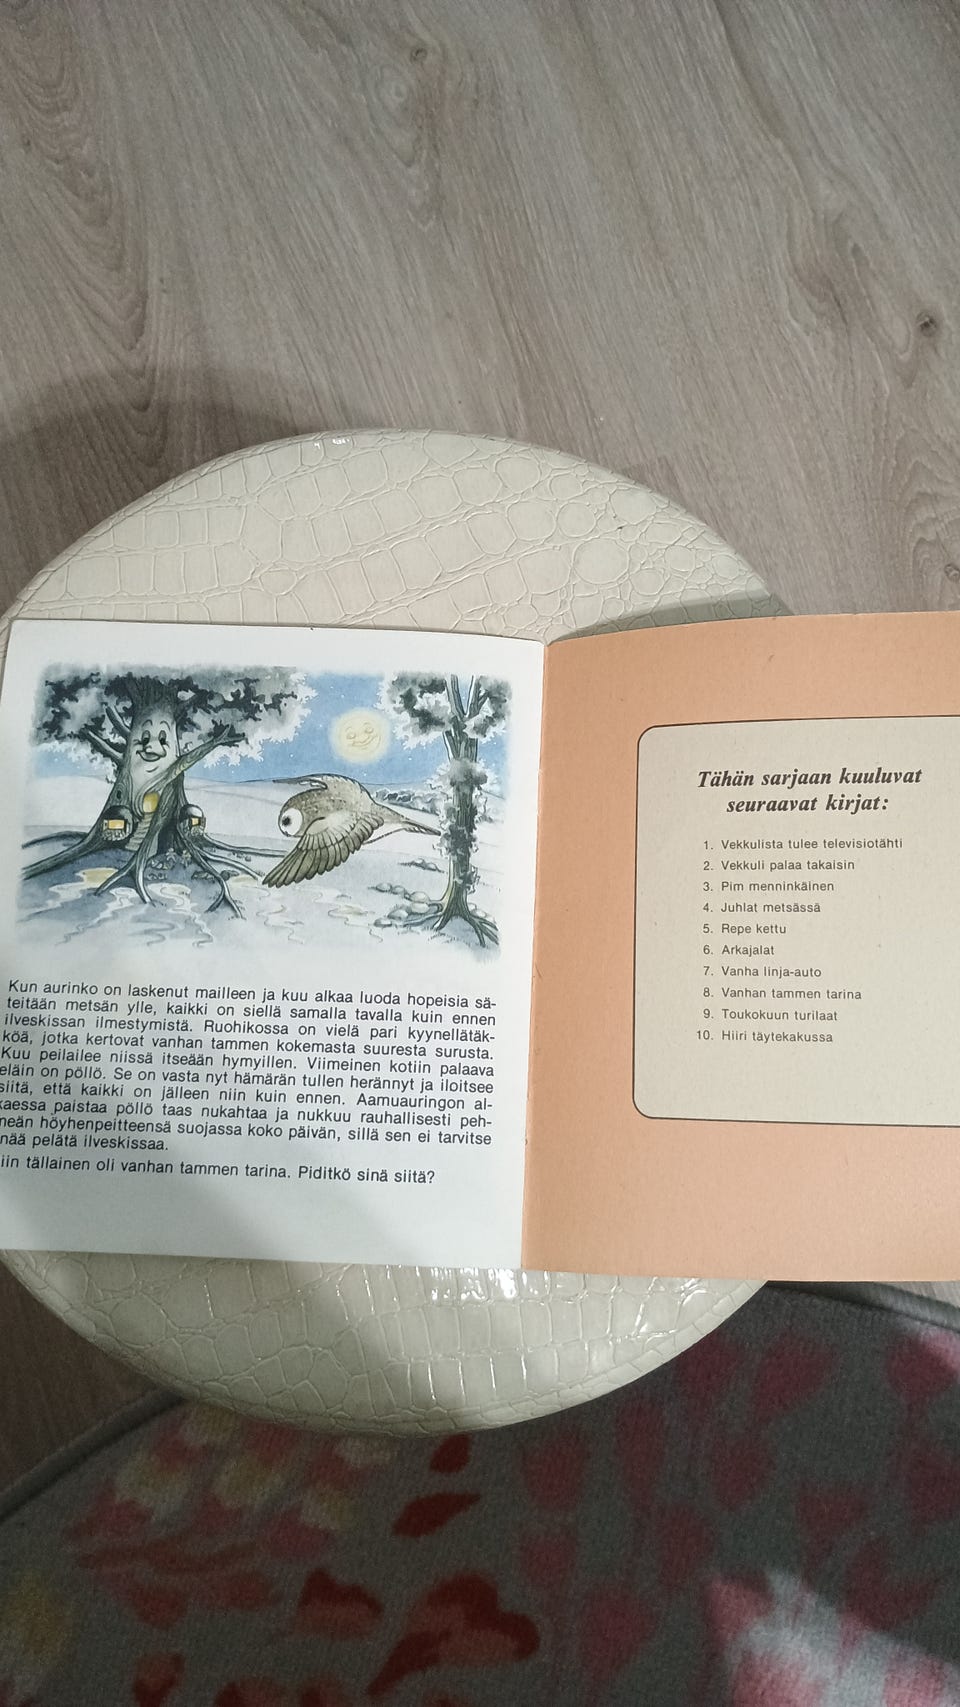 Kun aurinko on laskenut mailleen ja kuu alkaa luoda hopeisia sä-
teitään metsän ylle, kaikki on siellä samalla tavalla kuin ennen
ilveskissan ilmestymistä. Ruohikossa on vielä pari kyynellätäk-
köä, jotka kertovat vanhan tammen kokemasta suuresta surusta.
Kuu peilailee niissä itseään hymyillen. Viimeinen kotiin palaava
eläin on pöllö. Se on vasta nyt hämärän tullen herännyt ja iloitsee
siitä, että kaikki on jälleen niin kuin ennen. Aamuauringon al-
kaessa paistaa pöllö taas nukahtaa ja nukkuu rauhallisesti peh-
meän höyhenpeitteensä suojassa koko päivän, sillä sen ei tarvitse
nää pelätä ilveskissaa.
iin tällainen oli vanhan tammen tarina. Piditkö sinä siitä?
Tähän sarjaan kuuluvat
seuraavat kirjat:
1. Vekkulista tulee televisiotähti
2. Vekkuli palaa takaisin
3. Pim menninkäinen
4. Juhlat metsässä
5. Repe kettu
6. Arkajalat
7. Vanha linja-auto
8. Vanhan tammen tarina
9. Toukokuun turilaat
10. Hiiri täytekakussa